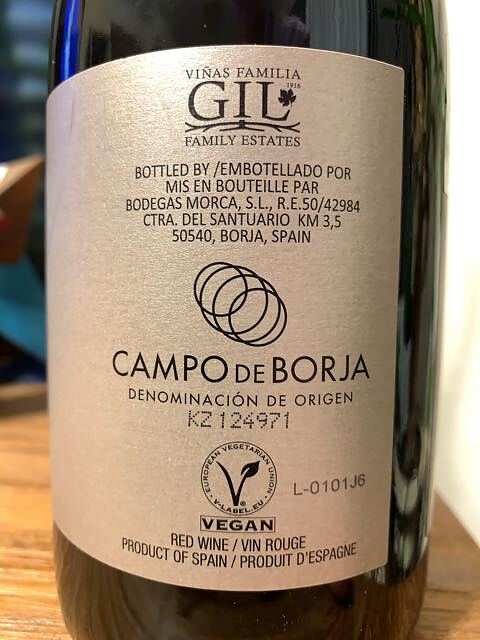 VIÑAS FAMILIA
GIL
1916
FAMILY ESTATES
BOTTLED BY /EMBOTELLADO POR
MIS EN BOUTEILLE PAR
BODEGAS MORCA, S.L., R.E.50/42984
CTRA. DEL SANTUARIO KM 3,5
50540, BORJA, SPAIN
CAMPO DE BORJA
DENOMINACIÓN DE ORIGEN
KZ 124971
EUROPEAN VEGETARIAN UNION
V-LABEL.EU
L-0101J6
VEGAN
RED WINE / VIN ROUGE
PRODUCT OF SPAIN / PRODUIT D'ESPAGNE